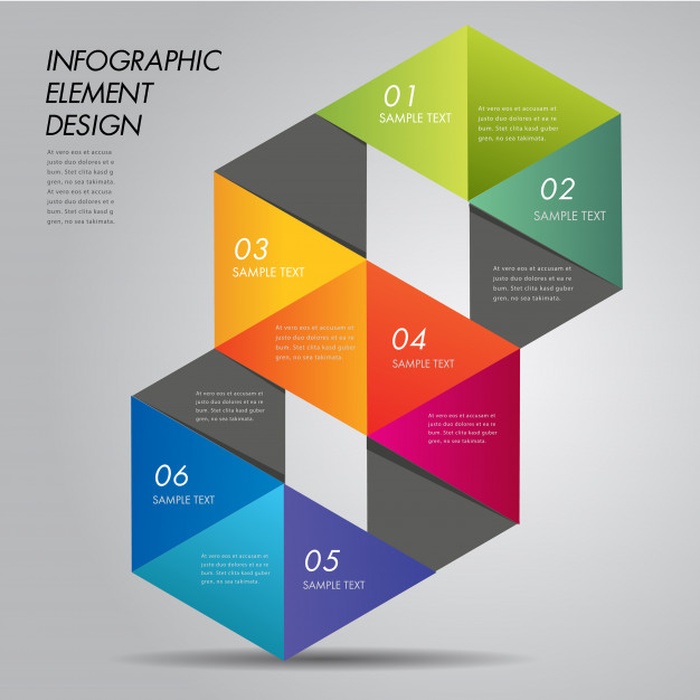 INFOGRAPHIC
ELEMENT
DESIGN
At vero eos et accusa
justo duo dolores et e
bum. Stet clita kasd g
gren, no sea takimata.
At vero eos et accusa
justo duo dolores et e
bum. Stet clita kasd g
gren, no sea takimata.
01
SAMPLE TEXT
At vero eos et accusam et
justo duo dolores et ea re
bum. Stet clita kasd guber
gren, no sea takimata.
02
SAMPLE TEXT
At vero eos et accusam et
justo duo dolores et ea re
bum. Stet clita kasd guber
gren, no sea takimata.
03
SAMPLE TEXT
At vero eos et accusam et
justo duo dolores et ea re
bum. Stet clita kasd guber
gren, no sea takimata.
04
SAMPLE TEXT
At vero eos et accusam et
justo duo dolores et ea re
bum. Stet clita kasd guber
gren, no sea takimata.
At vero eos et accusam et
justo duo dolores et ea re
bum. Stet clita kasd guber
gren, no sea takimata.
06
SAMPLE TEXT
At vero eos et accusam et
justo duo dolores et ea re
bum. Stet clita kasd guber
gren, no sea takimata.
05
SAMPLE TEXT